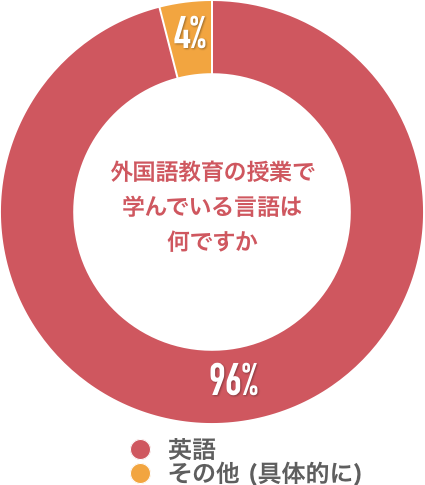 4%
外国語教育の授業で
学んでいる言語は
何ですか
96%
英語
その他 (具体的に)